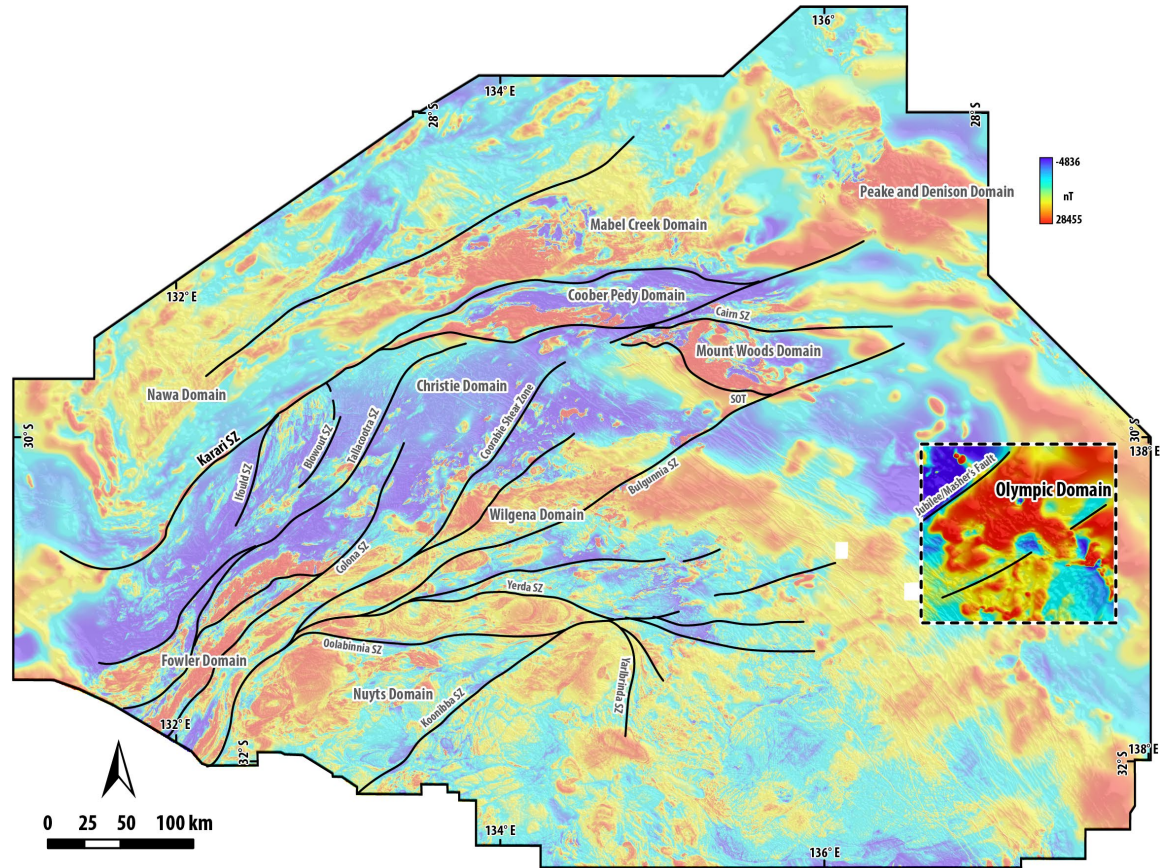 136°
134° E
28° S
28° S
-4836
nT
28455
Peake and Denison Domain
Mabel Creek Domain
132° E
Coober Pedy Domain
Cairn SZ
Mount Woods Domain
Nawa Domain
Christie Domain
SOT
30° S
Karari SZ
Ifould SZ
Blowout SZ
Tallacootra SZ
Coorabie Shear Zone
Bulgunnia SZ
30° S
138° E
Jubilee/Masher's Fault
Olympic Domain
Wilgena Domain
Colona SZ
Yerda SZ
Oolabinnia SZ
Fowler Domain
Nuyts Domain
Koonibba SZ
Yarlbrinda SZ
132° E
32° S
138° E
32° S
0 25 50 100 km
134° E
136° E